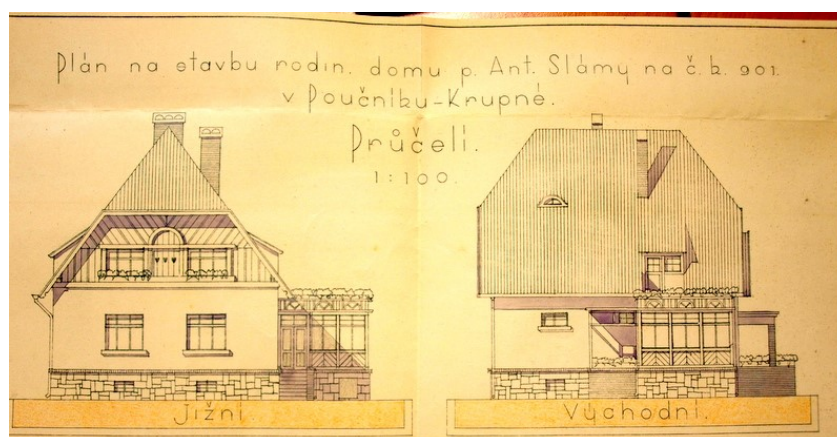 Plán na stavbu rodin. domu p. Ant. Slámy na č.k. 901.
v Poučníku-Krupné.
Průčelí.
1:100.
Jižní.
Východní.